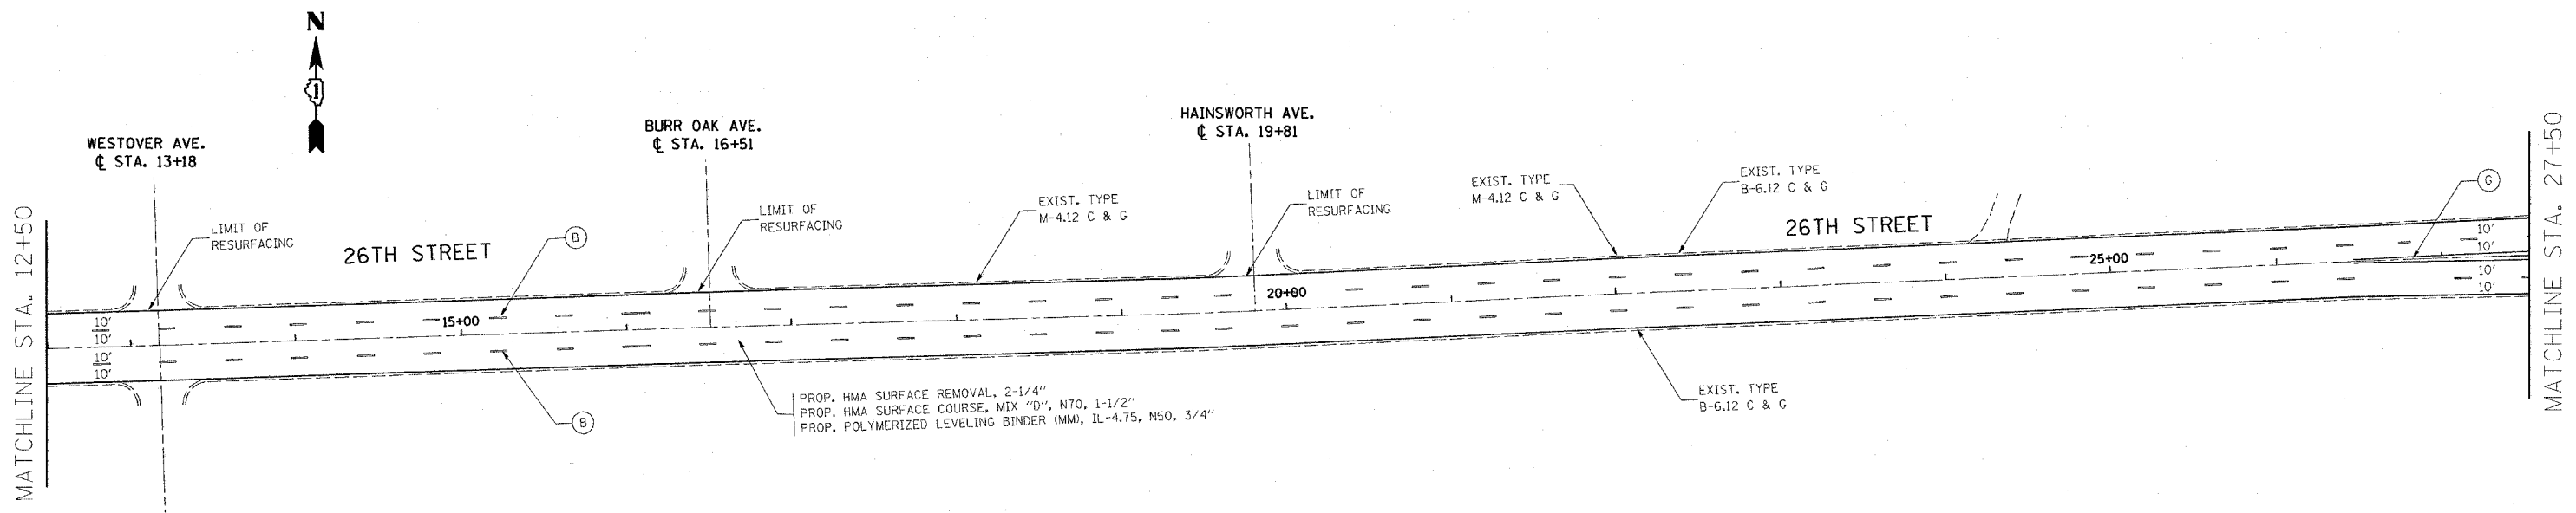 N
1
WESTOVER AVE.
℄ STA. 13+18
BURR OAK AVE.
℄ STA. 16+51
HAINSWORTH AVE.
℄ STA. 19+81
MATCHLINE STA. 12+50
LIMIT OF
RESURFACING
26TH STREET
B
LIMIT OF
RESURFACING
EXIST. TYPE
M-4.12 C & G
LIMIT OF
RESURFACING
EXIST. TYPE
M-4.12 C & G
EXIST. TYPE
B-6.12 C & G
26TH STREET
G
MATCHLINE STA. 27+50
10'
10'
10'
10'
15+00
20+00
25+00
10'
10'
10'
10'
B
PROP. HMA SURFACE REMOVAL, 2-1/4"
PROP. HMA SURFACE COURSE, MIX "D", N70, 1-1/2"
PROP. POLYMERIZED LEVELING BINDER (MM), IL-4.75, N50, 3/4"
EXIST. TYPE
B-6.12 C & G